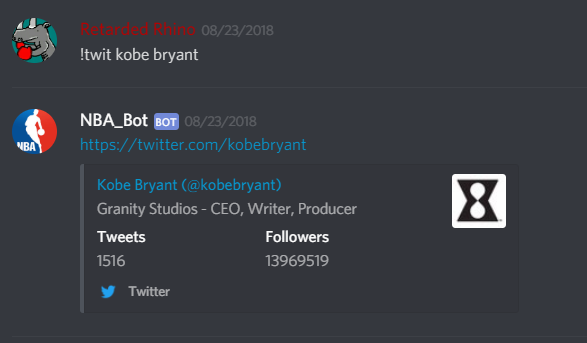 Retarded Rhino 08/23/2018
!twit kobe bryant
NBA_Bot BOT 08/23/2018
NBA
https://twitter.com/kobebryant
Kobe Bryant (@kobebryant)
Granity Studios - CEO, Writer, Producer
Tweets Followers
1516 13969519
Twitter